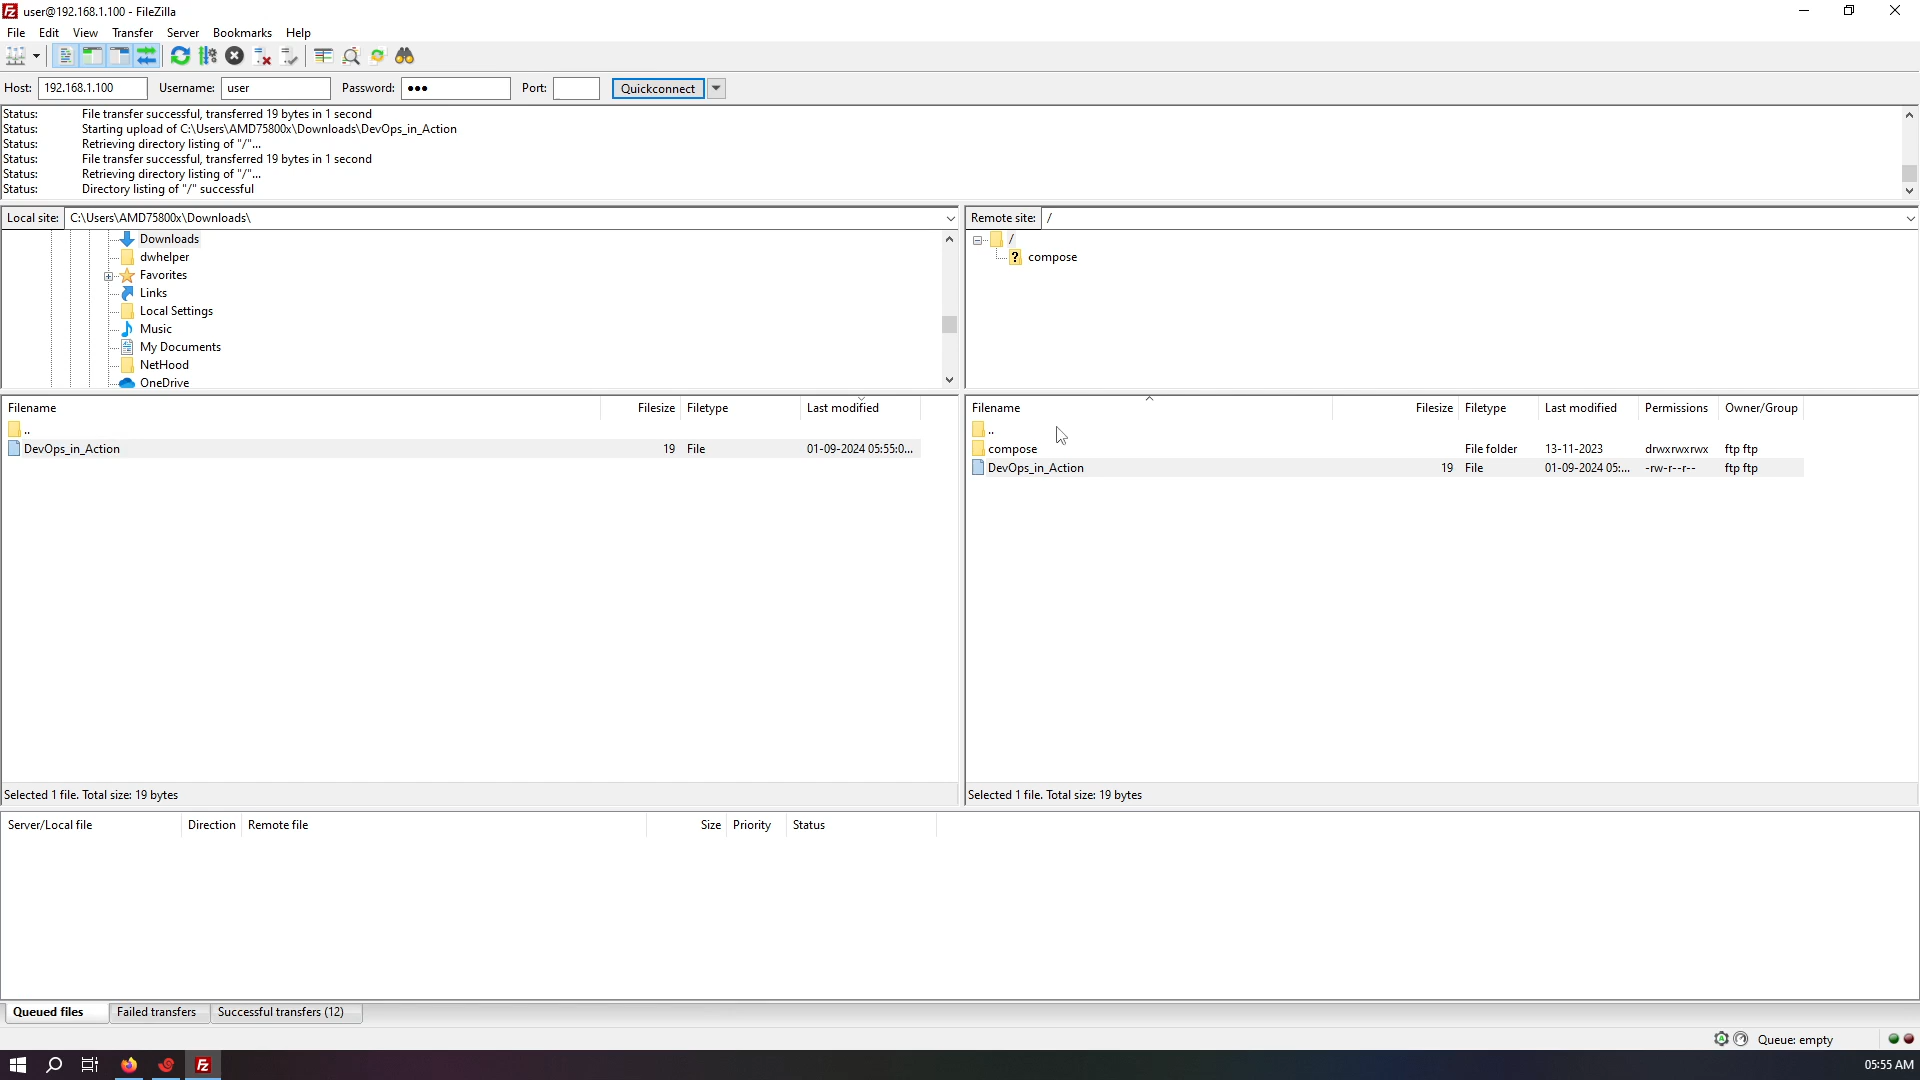 user@192.168.1.100 - FileZilla
File Edit View Transfer Server Bookmarks Help
Host: 192.168.1.100 Username: user Password: ●●● Port: Quickconnect
Status: File transfer successful, transferred 19 bytes in 1 second
Status: Starting upload of C:\Users\AMD75800x\Downloads\DevOps_in_Action
Status: Retrieving directory listing of "/"...
Status: File transfer successful, transferred 19 bytes in 1 second
Status: Retrieving directory listing of "/"...
Status: Directory listing of "/" successful
Local site: C:\Users\AMD75800x\Downloads\
Downloads
dwhelper
Favorites
Links
Local Settings
Music
My Documents
NetHood
OneDrive
Remote site: /
/
? compose
Filename Filesize Filetype Last modified
..
DevOps_in_Action 19 File 01-09-2024 05:55:0...
Selected 1 file. Total size: 19 bytes
Filename Filesize Filetype Last modified Permissions Owner/Group
..
compose File folder 13-11-2023 drwxrwxrwx ftp ftp
DevOps_in_Action 19 File 01-09-2024 05:... -rw-r--r-- ftp ftp
Selected 1 file. Total size: 19 bytes
Server/Local file Direction Remote file Size Priority Status
Queued files Failed transfers Successful transfers (12)
Queue: empty
05:55 AM